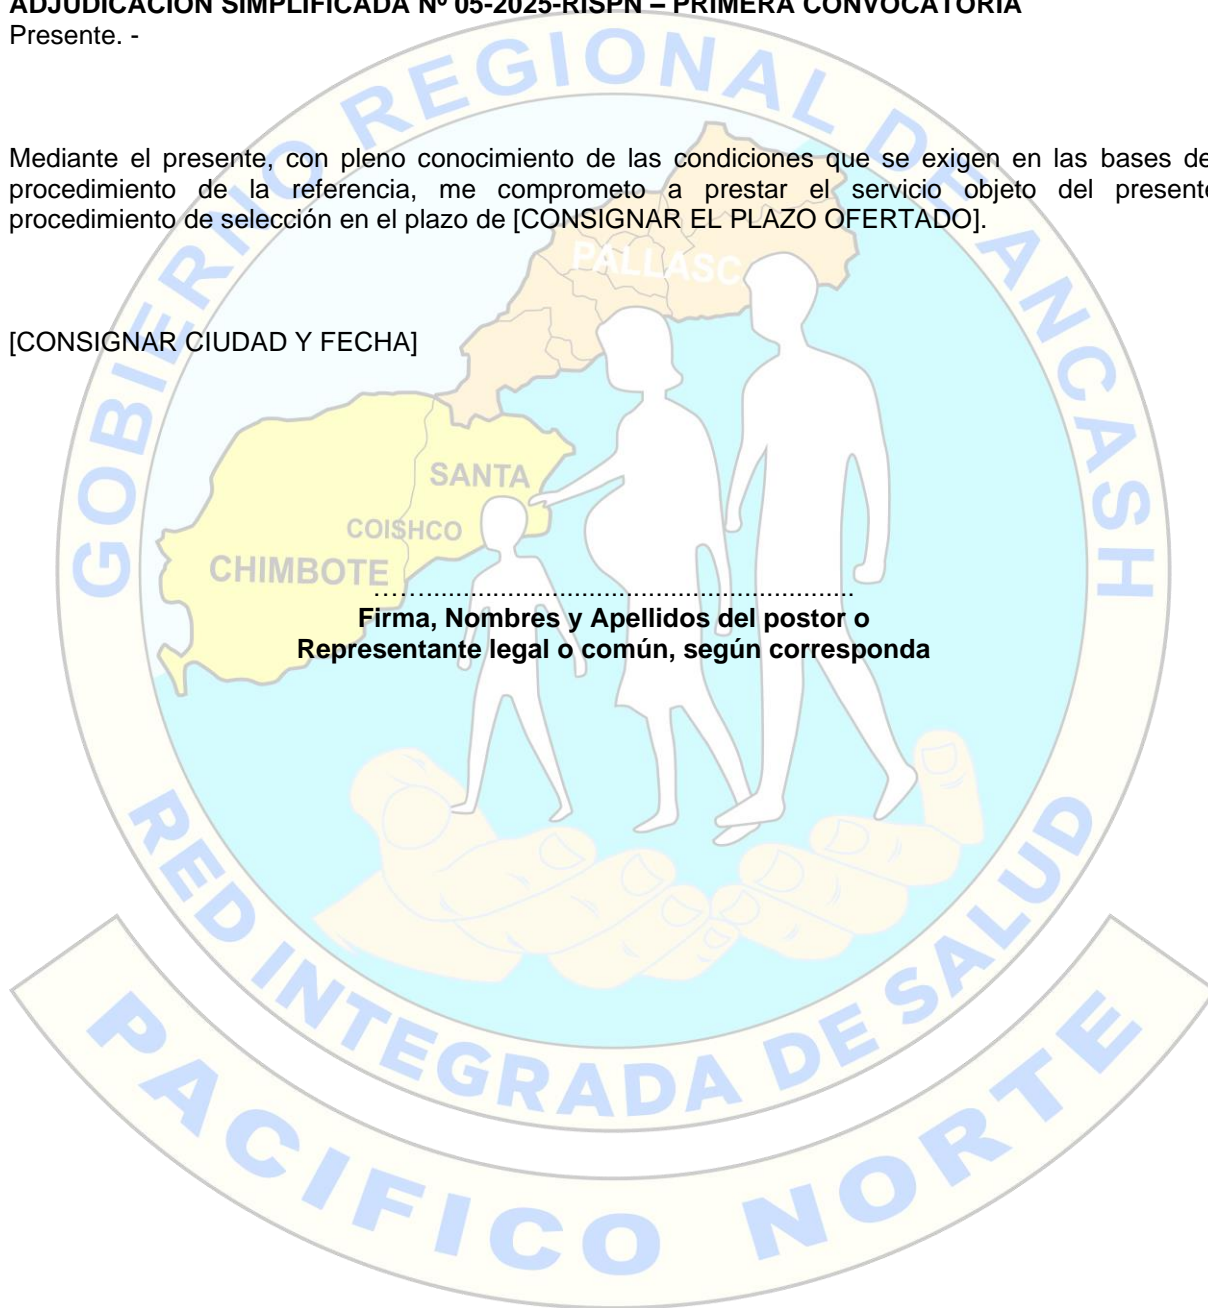 ADJUDICACIÓN SIMPLIFICADA Nº 05-2025-RISPN – PRIMERA CONVOCATORIA
Presente. -
Mediante el presente, con pleno conocimiento de las condiciones que se exigen en las bases de
procedimiento de la referencia, me comprometo a prestar el servicio objeto del presente
procedimiento de selección en el plazo de [CONSIGNAR EL PLAZO OFERTADO].
[CONSIGNAR CIUDAD Y FECHA]
……............................................................
Firma, Nombres y Apellidos del postor o
Representante legal o común, según corresponda
GOBIERNO REGIONAL DE ANCASH
PALLASC
SANTA
COISHCO
CHIMBOTE
RED INTEGRADA DE SALUD
PACIFICO NORTE